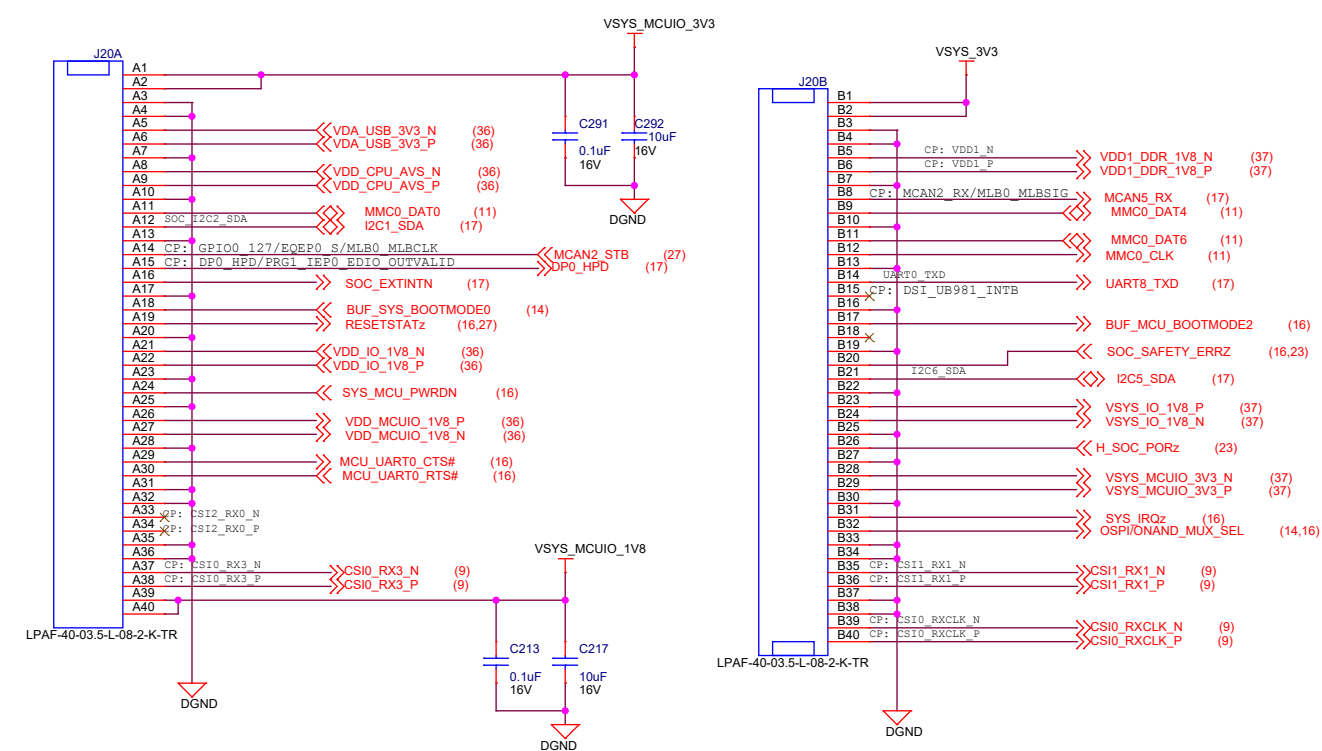 VSYS_MCUIO_3V3
J20A
A1
A2
A3
A4
A5 VDA_USB_3V3_N (36)
A6 VDA_USB_3V3_P (36)
A7
A8 VDD_CPU_AVS_N (36)
A9 VDD_CPU_AVS_P (36)
A10
A11 MMC0_DAT0 (11)
A12 SOC_I2C2_SDA I2C1_SDA (17)
A13
A14 CP: GPIO0_127/EQEP0_S/MLB0_MLBCLK MCAN2_STB (27)
A15 CP: DP0_HPD/PRG1_IEP0_EDIO_OUTVALID DP0_HPD (17)
A16 SOC_EXTINTN (17)
A17
A18 BUF_SYS_BOOTMODE0 (14)
A19 RESETSTATz (16,27)
A20
A21 VDD_IO_1V8_N (36)
A22 VDD_IO_1V8_P (36)
A23
A24 SYS_MCU_PWRDN (16)
A25
A26 VDD_MCUIO_1V8_P (36)
A27 VDD_MCUIO_1V8_N (36)
A28
A29 MCU_UART0_CTS# (16)
A30 MCU_UART0_RTS# (16)
A31
A32
A33 CP: CSI2_RX0_N
A34 CP: CSI2_RX0_P
A35
A36
A37 CP: CSI0_RX3_N CSI0_RX3_N (9)
A38 CP: CSI0_RX3_P CSI0_RX3_P (9)
A39
A40
LPAF-40-03.5-L-08-2-K-TR
DGND
C291
0.1uF
16V
C292
10uF
16V
DGND
VSYS_MCUIO_1V8
C213
0.1uF
16V
C217
10uF
16V
DGND
VSYS_3V3
J20B
B1
B2
B3
B4
B5 CP: VDD1_N VDD1_DDR_1V8_N (37)
B6 CP: VDD1_P VDD1_DDR_1V8_P (37)
B7
B8 CP: MCAN2_RX/MLB0_MLBSIG MCAN5_RX (17)
B9 MMC0_DAT4 (11)
B10
B11 MMC0_DAT6 (11)
B12 MMC0_CLK (11)
B13
B14 UART0_TXD UART8_TXD (17)
B15 CP: DSI_UB981_INTB
B16
B17 BUF_MCU_BOOTMODE2 (16)
B18
B19
B20 SOC_SAFETY_ERRZ (16,23)
B21 I2C6_SDA I2C5_SDA (17)
B22
B23 VSYS_IO_1V8_P (37)
B24 VSYS_IO_1V8_N (37)
B25
B26 H_SOC_PORz (23)
B27
B28 VSYS_MCUIO_3V3_N (37)
B29 VSYS_MCUIO_3V3_P (37)
B30
B31 SYS_IRQz (16)
B32 OSPI/ONAND_MUX_SEL (14,16)
B33
B34
B35 CP: CSI1_RX1_N CSI1_RX1_N (9)
B36 CP: CSI1_RX1_P CSI1_RX1_P (9)
B37
B38
B39 CP: CSI0_RXCLK_N CSI0_RXCLK_N (9)
B40 CP: CSI0_RXCLK_P CSI0_RXCLK_P (9)
LPAF-40-03.5-L-08-2-K-TR
DGND